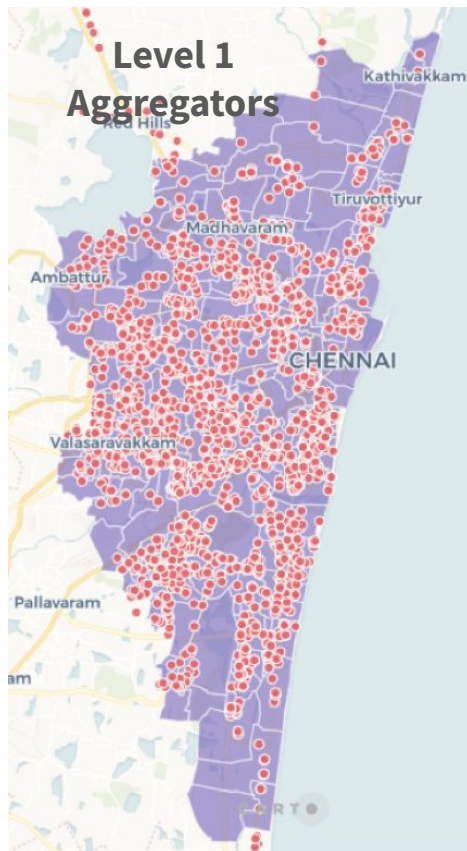 Level 1
Aggregators
Kathivakkam
Red Hills
Tiruvottiyur
Madhavaram
Ambattur
CHENNAI
Valasaravakkam
Pallavaram
am